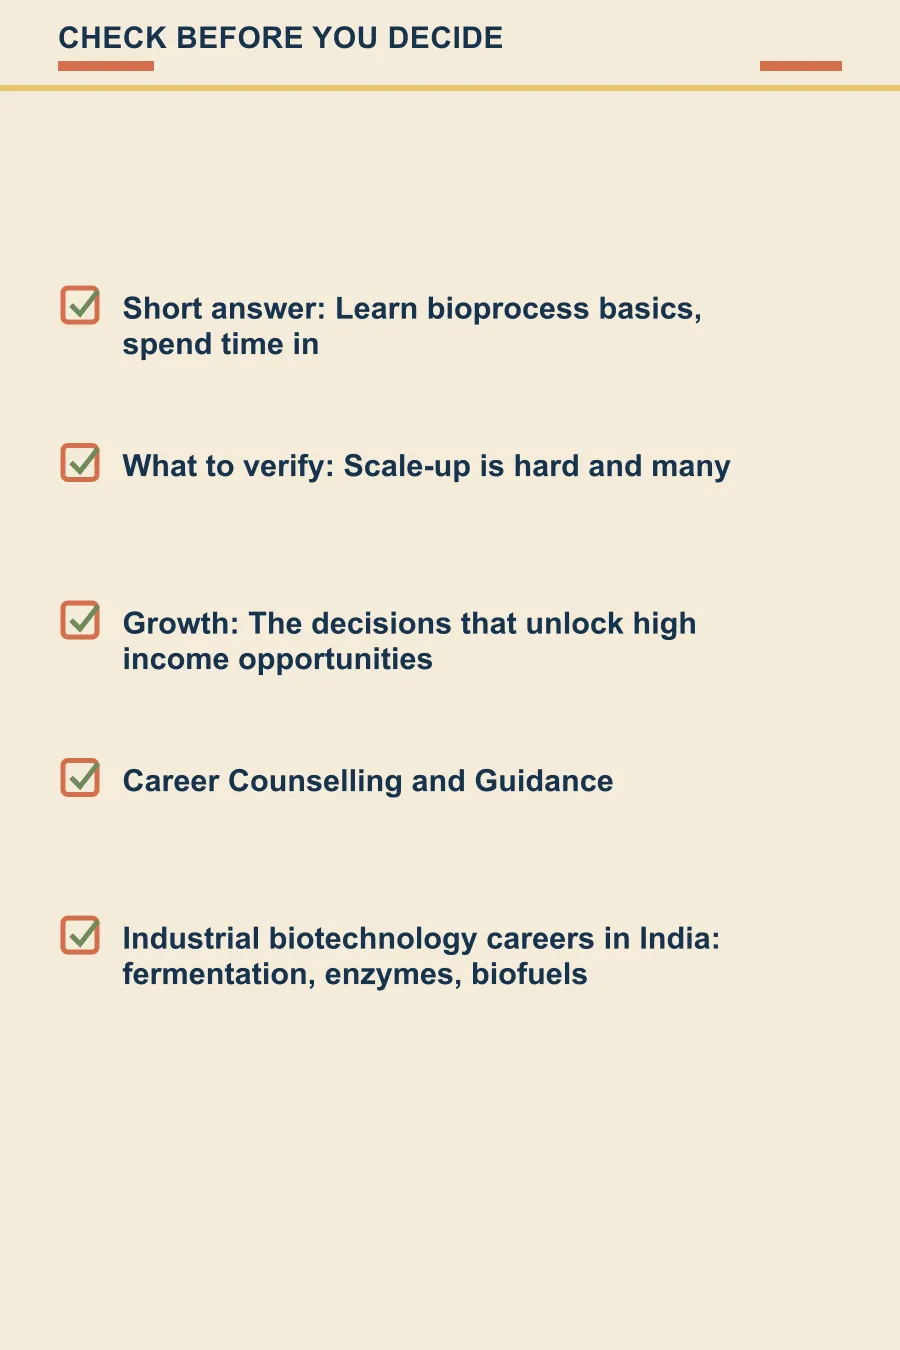 CHECK BEFORE YOU DECIDE
Short answer: Learn bioprocess basics,
spend time in
What to verify: Scale-up is hard and many
Growth: The decisions that unlock high
income opportunities
Career Counselling and Guidance
Industrial biotechnology careers in India:
fermentation, enzymes, biofuels